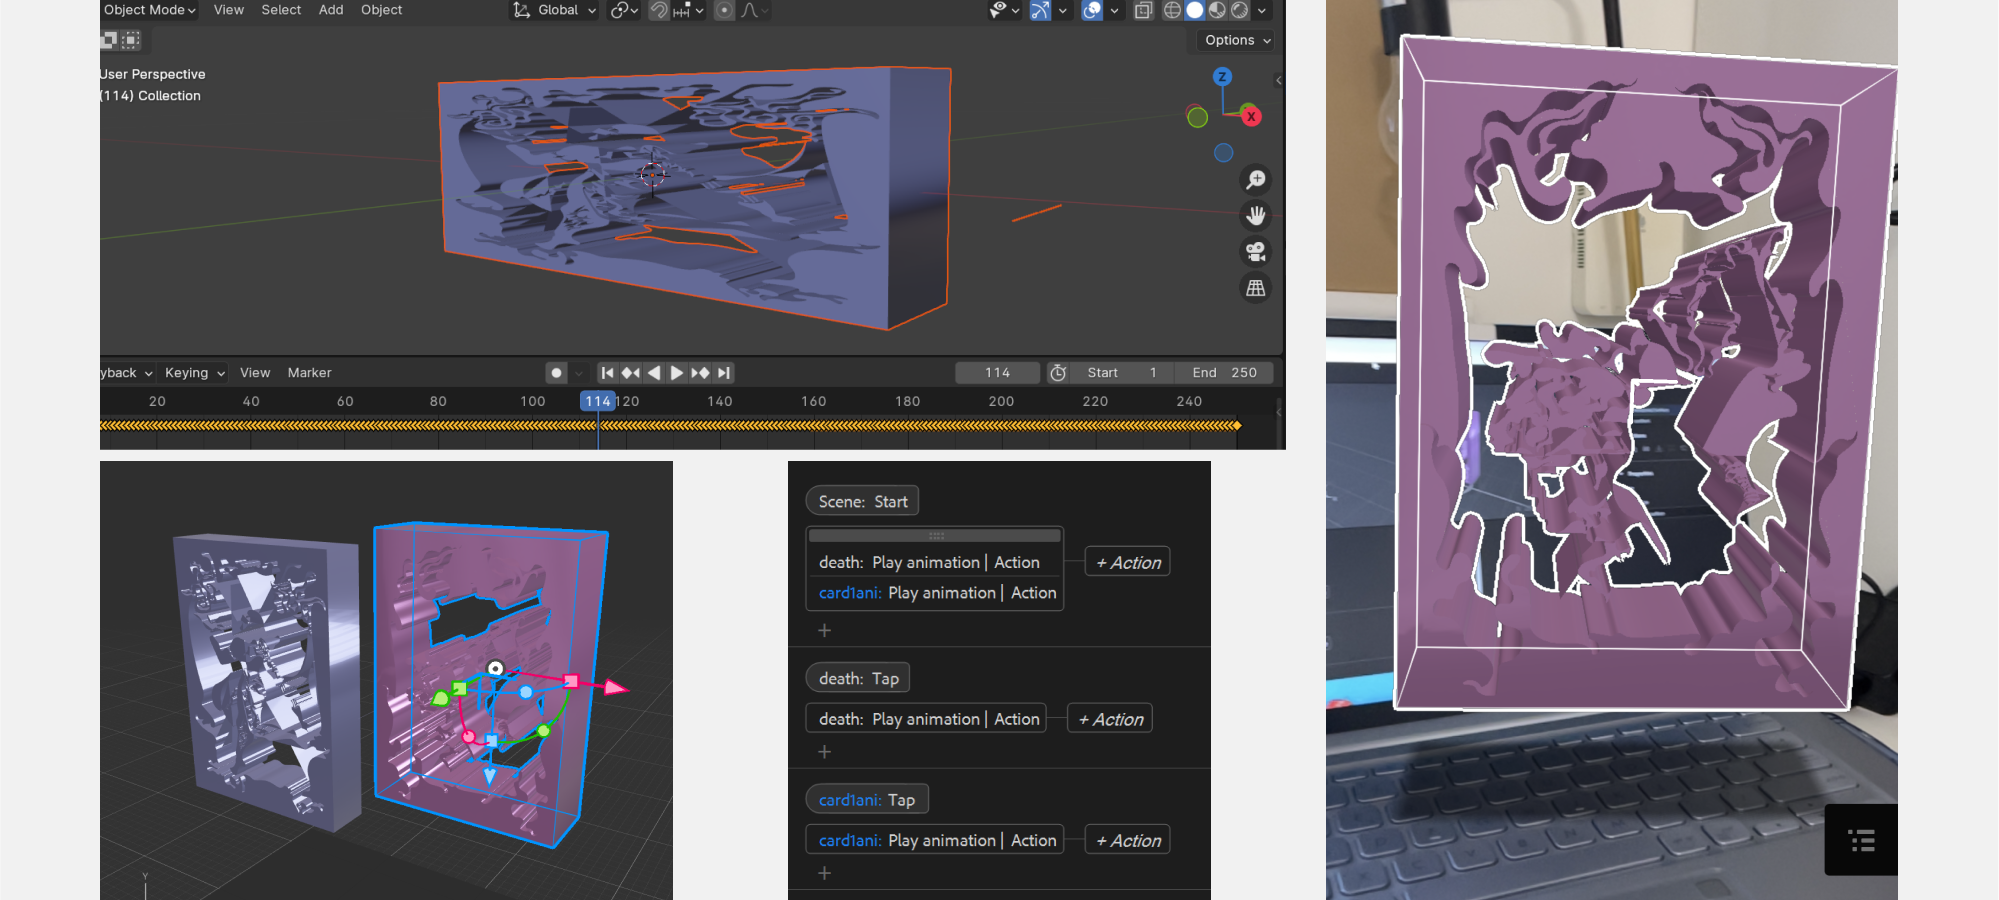 Object Mode View Select Add Object Global
Options
User Perspective
(114) Collection
Z
X
yback Keying View Marker 114 Start 1 End 250
20 40 60 80 100 114 120 140 160 180 200 220 240
Y
Scene: Start
death: Play animation | Action
+ Action
card1ani: Play animation | Action
+
death: Tap
death: Play animation | Action
+ Action
+
card1ani: Tap
card1ani: Play animation | Action
+ Action
+